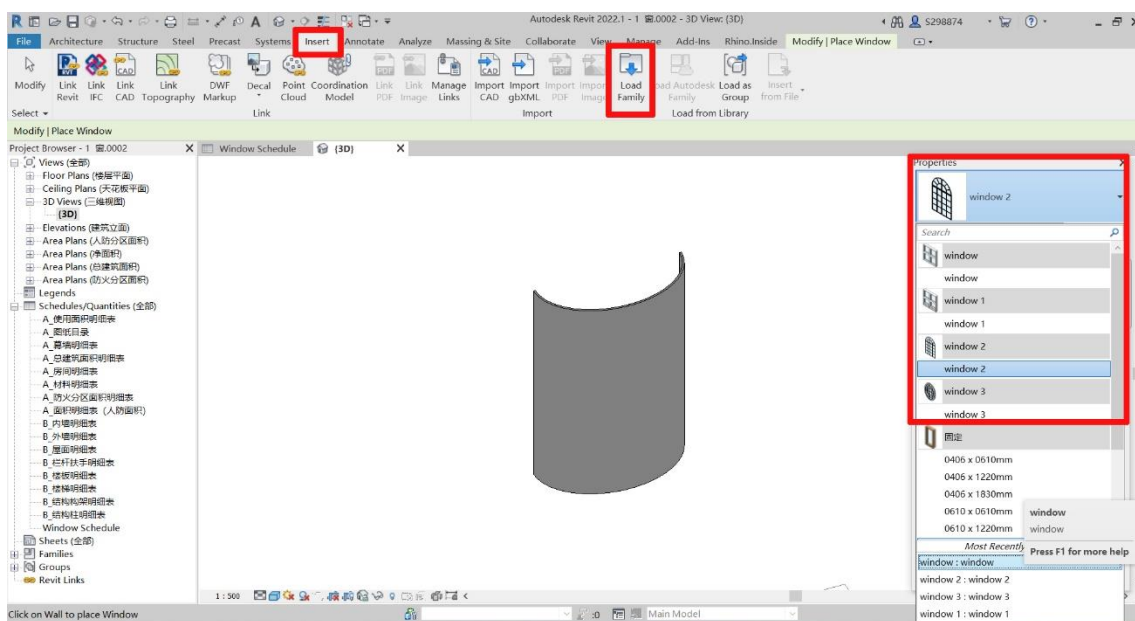 Autodesk Revit 2022.1 - 1 窗.0002 - 3D View: {3D}
S298874
File Architecture Structure Steel Precast Systems Insert Annotate Analyze Massing & Site Collaborate View Manage Add-Ins Rhino.Inside Modify | Place Window
Modify Link Revit Link IFC Link CAD Link Topography DWF Markup Decal Point Cloud Coordination Model Link PDF Link Image Manage Links Import CAD Import gbXML Import PDF Import Image Load Family Load Autodesk Family Load as Group Insert from File
Select Link Import Load from Library
Modify | Place Window
Project Browser - 1 窗.0002 X
Window Schedule {3D} X
Views (全部)
Floor Plans (楼层平面)
Ceiling Plans (天花板平面)
3D Views (三维视图)
{3D}
Elevations (建筑立面)
Area Plans (人防分区面积)
Area Plans (净面积)
Area Plans (总建筑面积)
Area Plans (防火分区面积)
Legends
Schedules/Quantities (全部)
A_使用面积明细表
A_图纸目录
A_幕墙明细表
A_总建筑面积明细表
A_房间明细表
A_材料明细表
A_防火分区面积明细表
A_面积明细表 (人防面积)
B_内墙明细表
B_外墙明细表
B_屋面明细表
B_栏杆扶手明细表
B_楼板明细表
B_楼梯明细表
B_结构构架明细表
B_结构柱明细表
Window Schedule
Sheets (全部)
Families
Groups
Revit Links
Properties X
window 2
Search
window
window
window 1
window 1
window 2
window 2
window 3
window 3
固定
0406 x 0610mm
0406 x 1220mm
0406 x 1830mm
0610 x 0610mm
0610 x 1220mm
window
window
Press F1 for more help
Most Recently
window : window
window 2 : window 2
window 3 : window 3
window 1 : window 1
1 : 500
Click on Wall to place Window
:0 Main Model